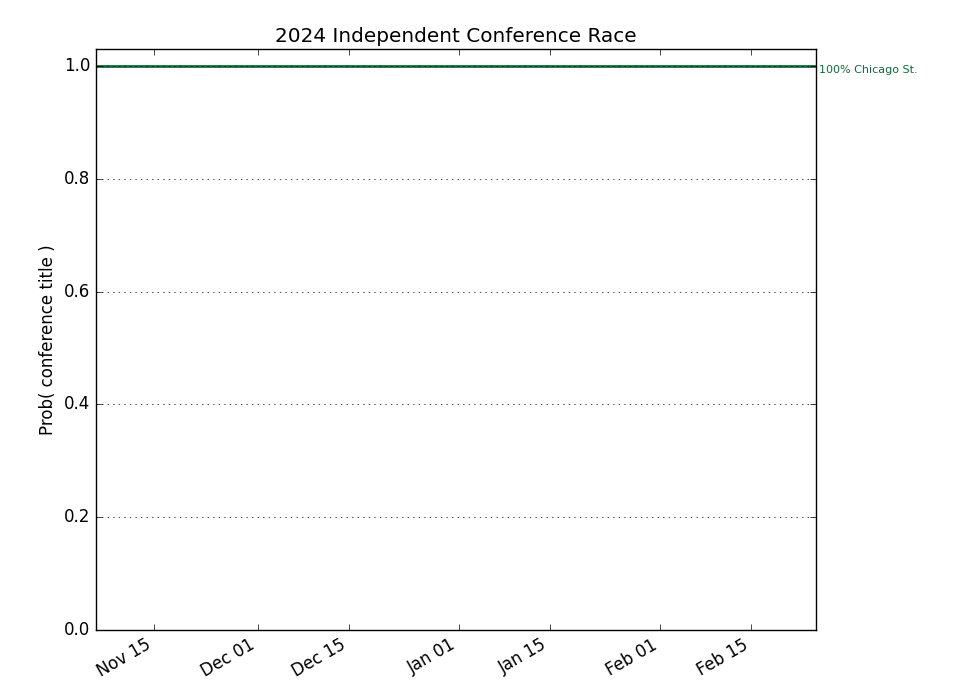 2024 Independent Conference Race
1.0
100% Chicago St.
0.8
0.6
0.4
0.2
0.0
Prob( conference title )
Nov 15
Dec 01
Dec 15
Jan 01
Jan 15
Feb 01
Feb 15